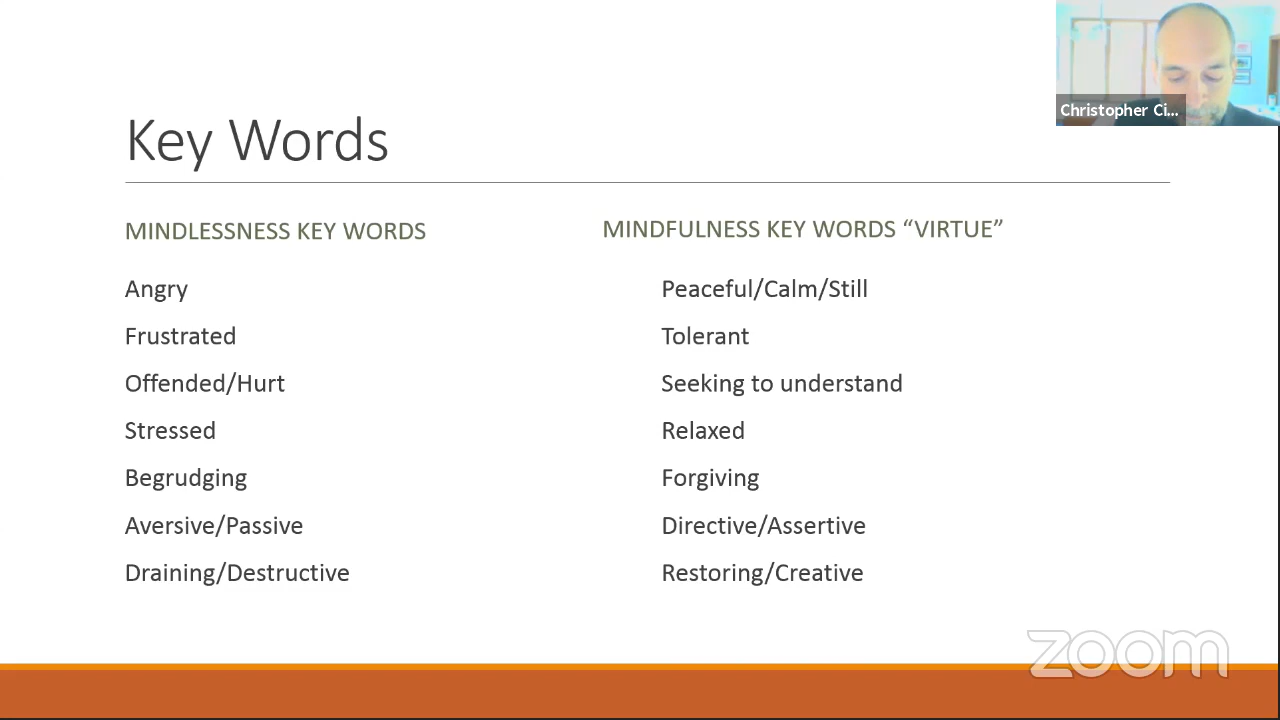 Christopher Ci...
Key Words
MINDLESSNESS KEY WORDS
Angry
Frustrated
Offended/Hurt
Stressed
Begrudging
Aversive/Passive
Draining/Destructive
MINDFULNESS KEY WORDS “VIRTUE”
Peaceful/Calm/Still
Tolerant
Seeking to understand
Relaxed
Forgiving
Directive/Assertive
Restoring/Creative
zoom